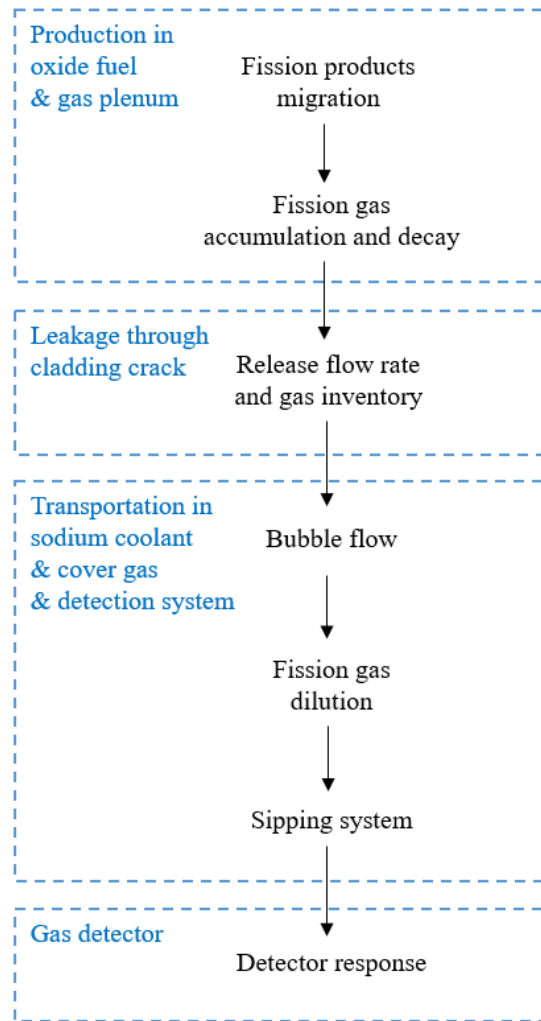 Production in
oxide fuel
& gas plenum
Fission products
migration
Fission gas
accumulation and decay
Leakage through
cladding crack
Release flow rate
and gas inventory
Transportation in
sodium coolant
& cover gas
& detection system
Bubble flow
Fission gas
dilution
Sipping system
Gas detector
Detector response